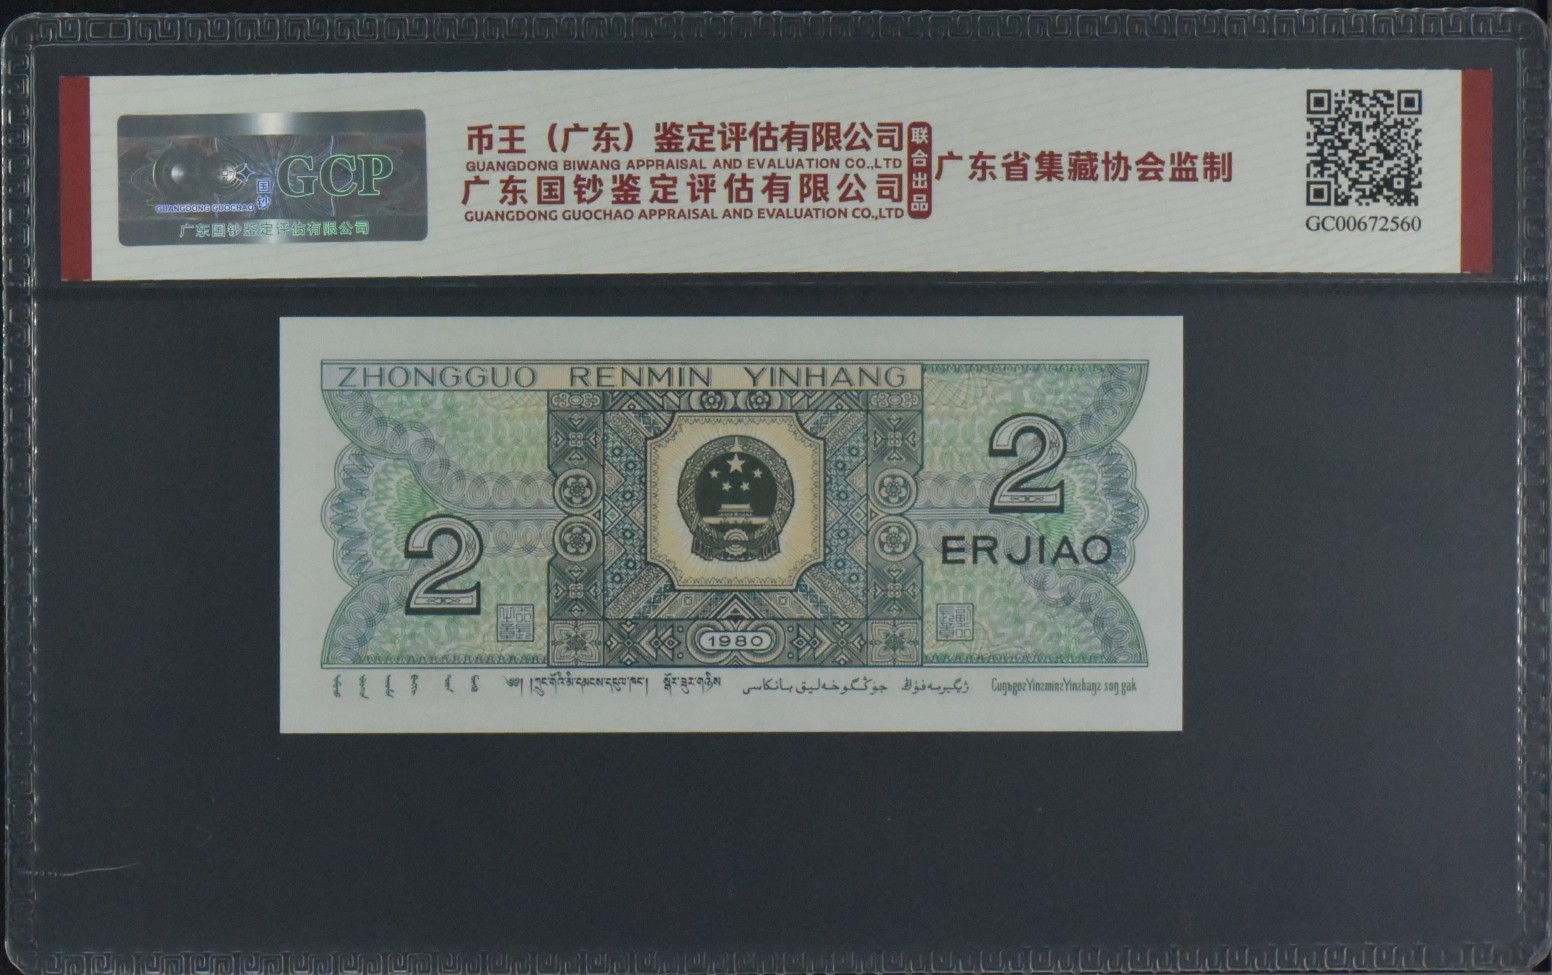 GCP
国钞
GUANGDONG GUOCHAO
广东国钞鉴定评估有限公司
币王（广东）鉴定评估有限公司
GUANGDONG BIWANG APPRAISAL AND EVALUATION CO.,LTD
广东国钞鉴定评估有限公司
GUANGDONG GUOCHAO APPRAISAL AND EVALUATION CO.,LTD
联合出品
广东省集藏协会监制
GC00672560
ZHONGGUO RENMIN YINHANG
2
2
ERJIAO
1980